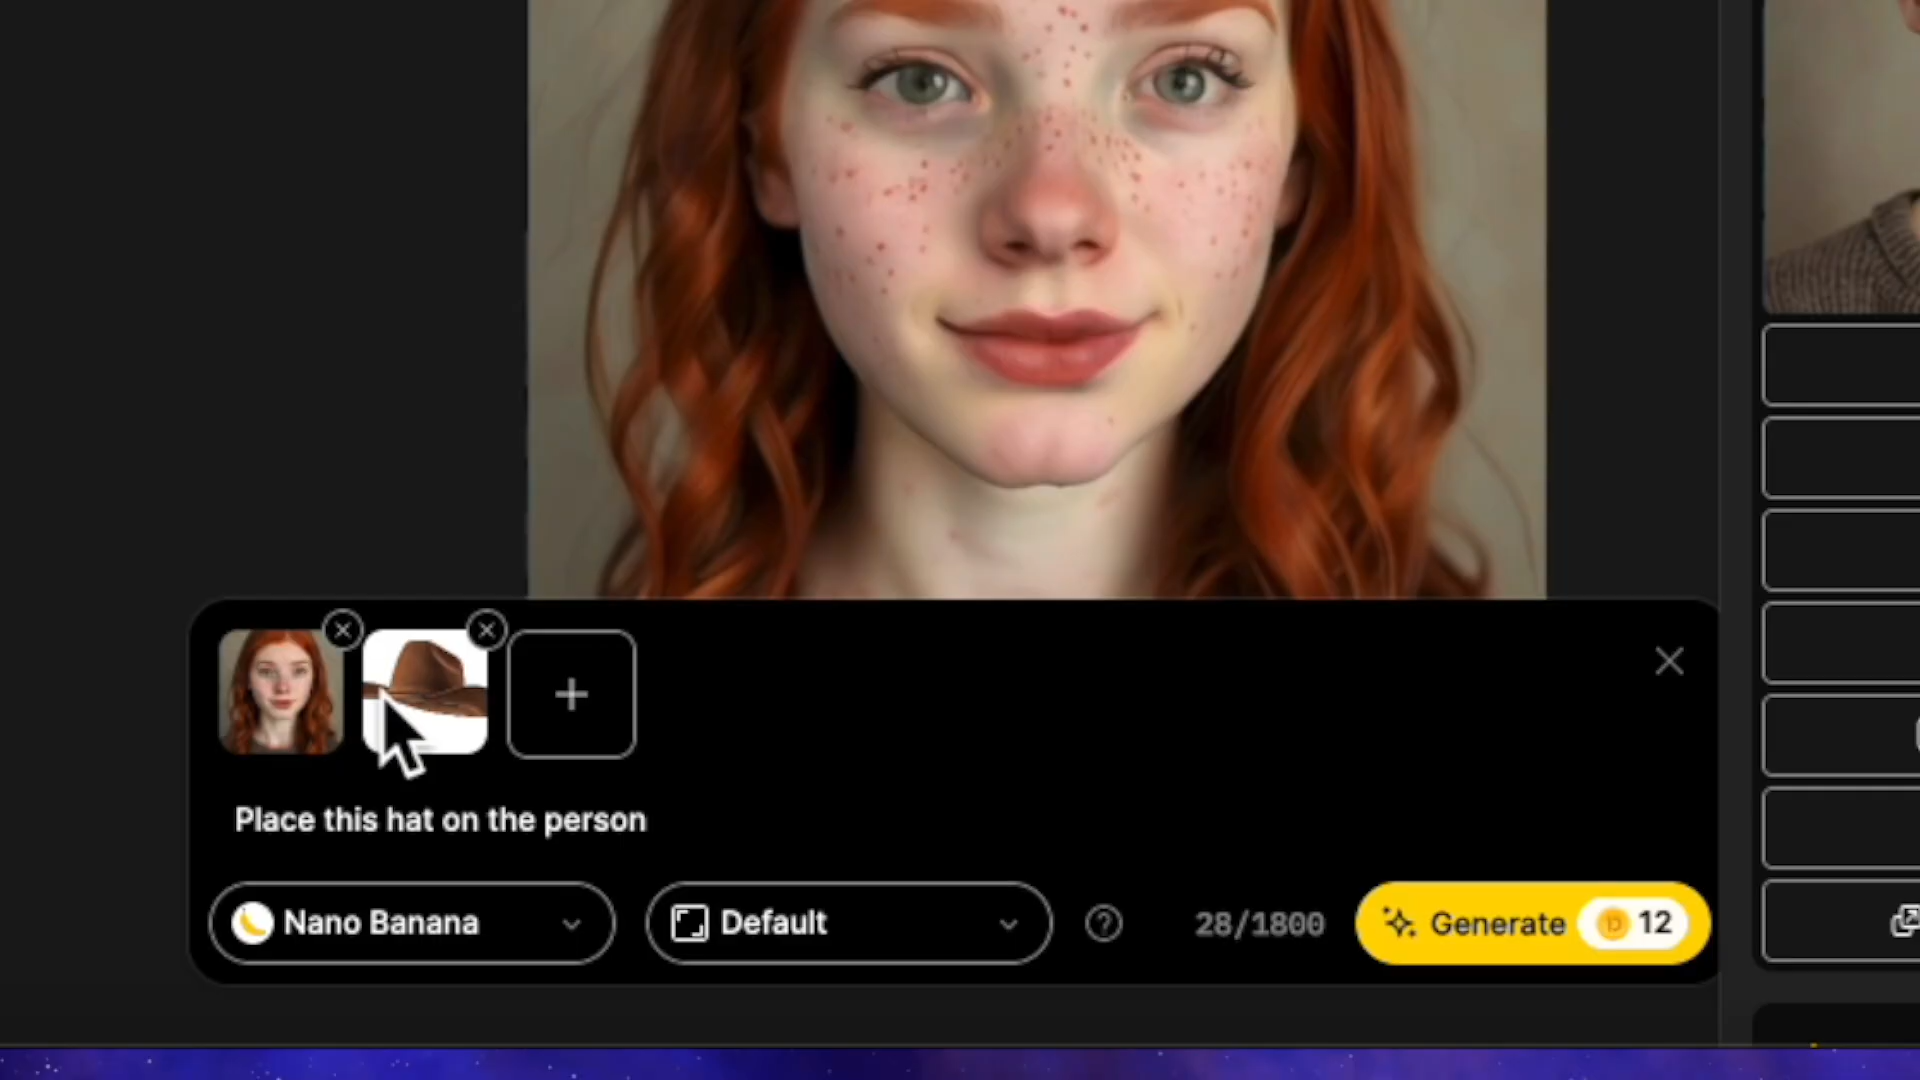 Place this hat on the person
Nano Banana
Default
28/1800
Generate
12